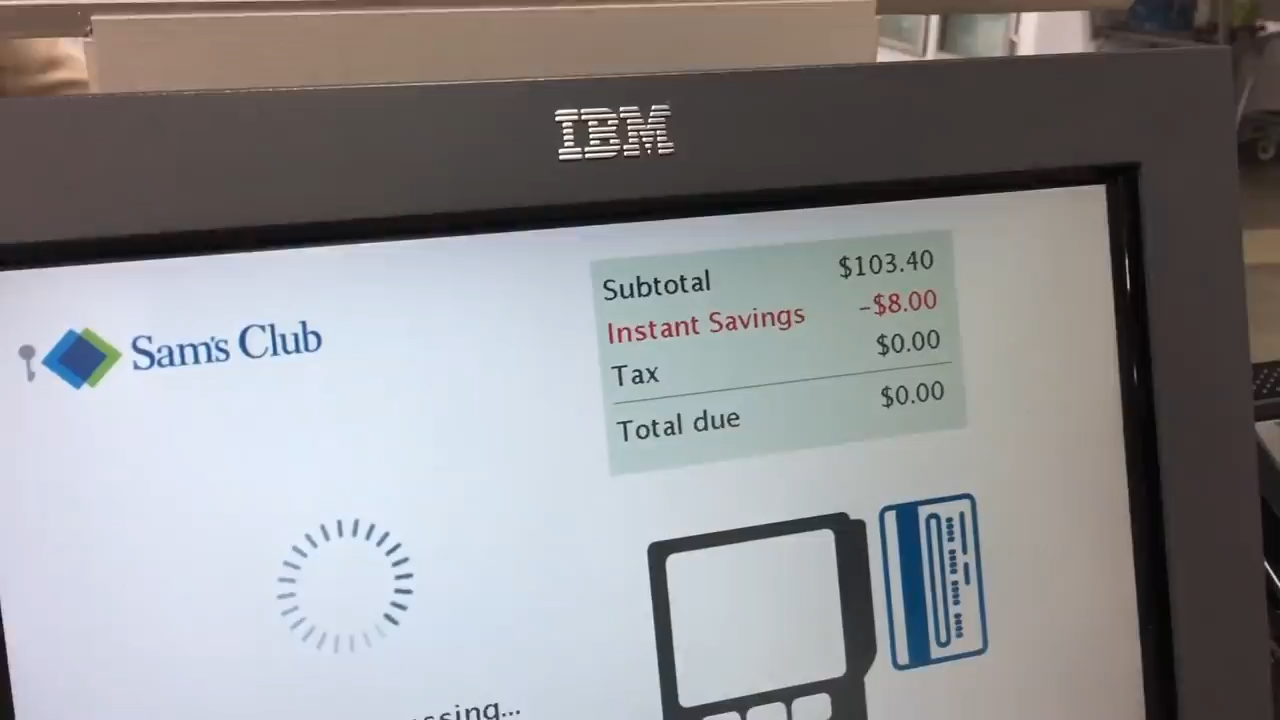 IBM
Sam's Club
Subtotal $103.40
Instant Savings -$8.00
Tax $0.00
Total due $0.00